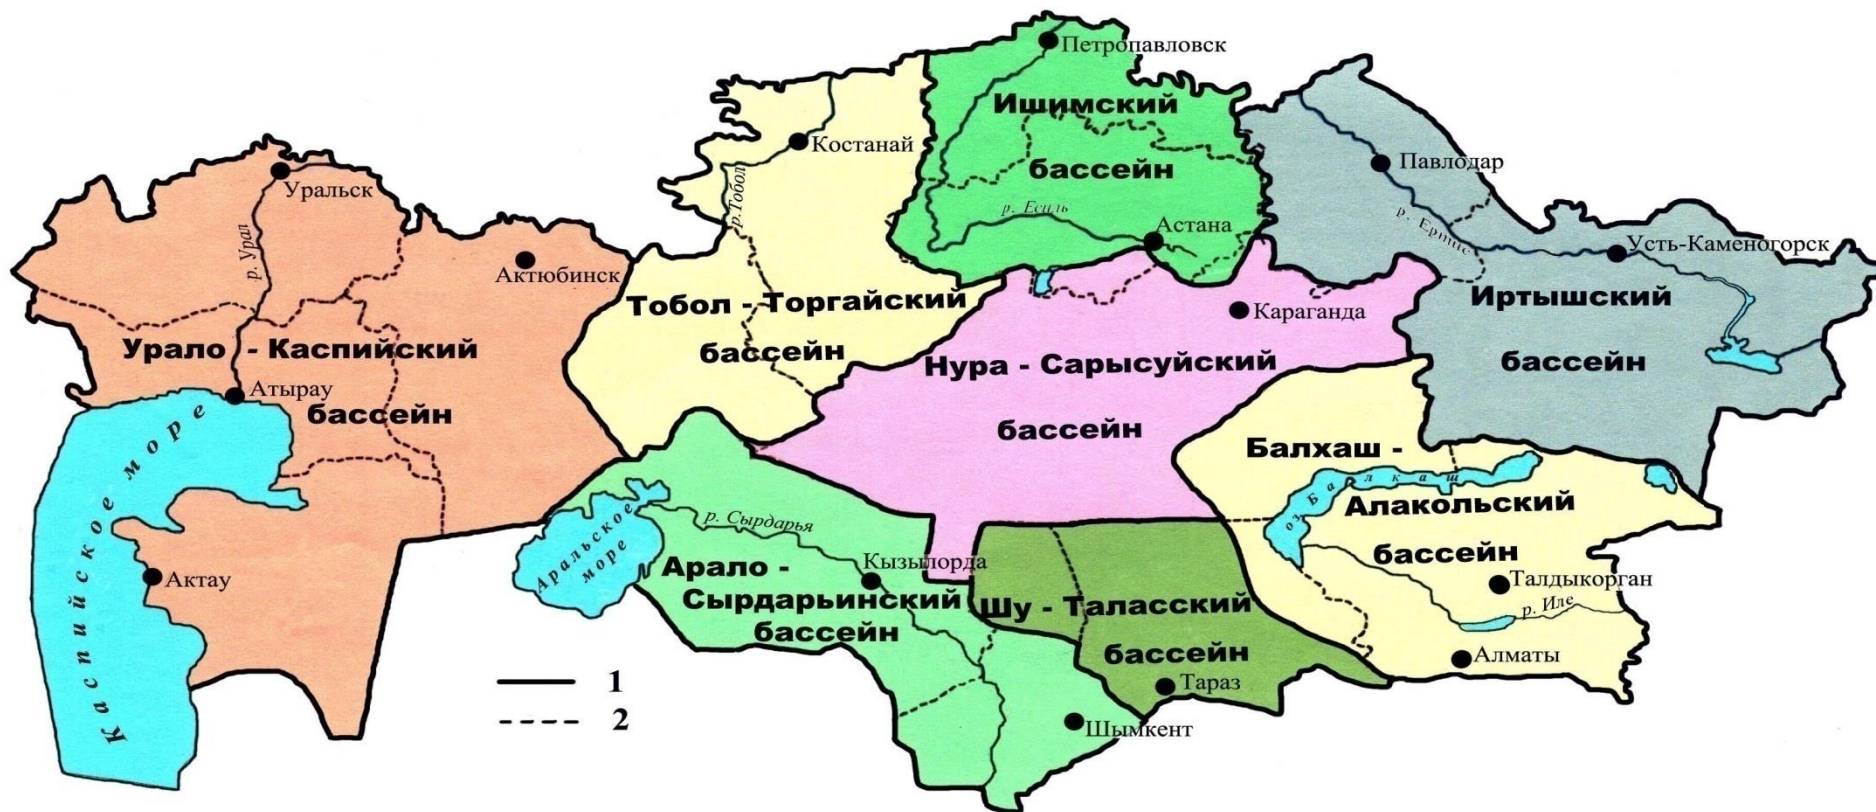 Петропавловск
Ишимский
бассейн
Костанай
р.Тобол
Павлодар
р. Ертис
Уральск
р. Урал
р. Есиль
Астана
Усть-Каменогорск
Актюбинск
Тобол - Торгайский
бассейн
Иртышский
бассейн
Караганда
Урало - Каспийский
бассейн
Нура - Сарысуйский
бассейн
Атырау
Каспийское море
Балхаш -
Алакольский
бассейн
оз. Балкаш
р. Сырдарья
Аральское
море
Кызылорда
Арало -
Сырдарьинский
бассейн
Актау
Талдыкорган
р. Иле
Шу - Таласский
бассейн
Алматы
Тараз
Шымкент
1
2